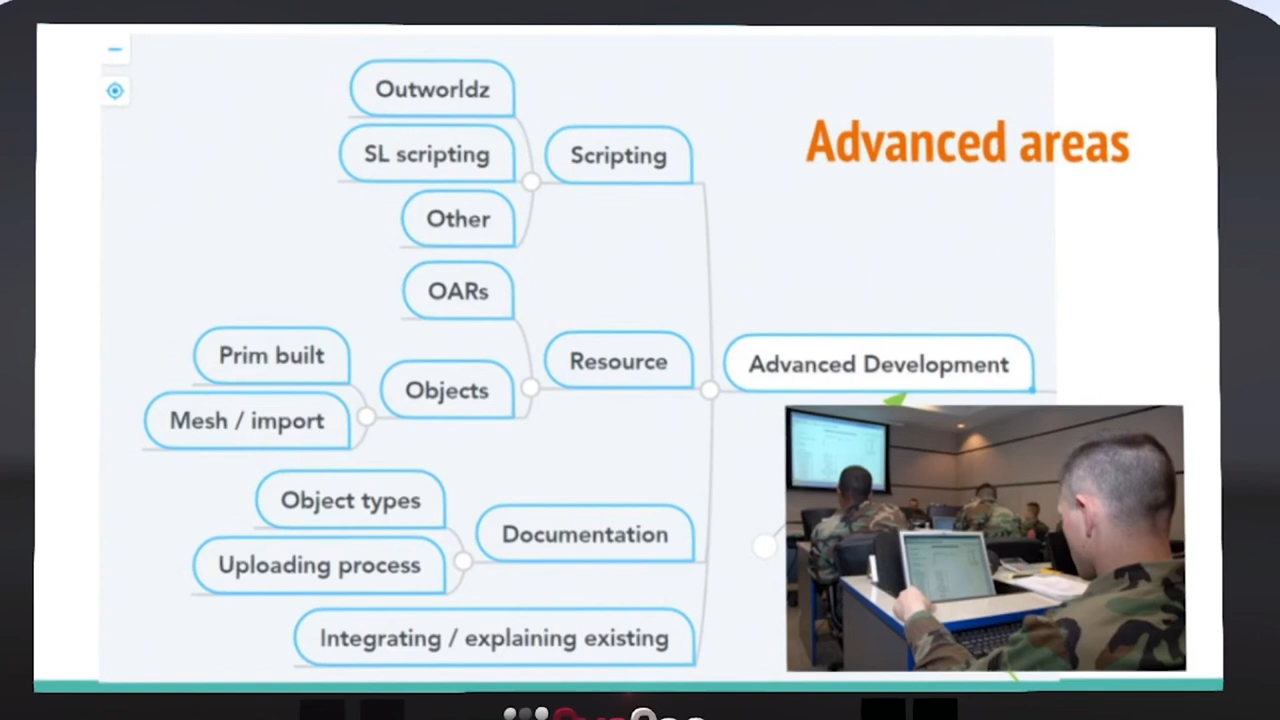 Advanced areas
Outworldz
SL scripting
Scripting
Other
OARs
Prim built
Mesh / import
Objects
Resource
Advanced Development
Object types
Uploading process
Documentation
Integrating / explaining existing